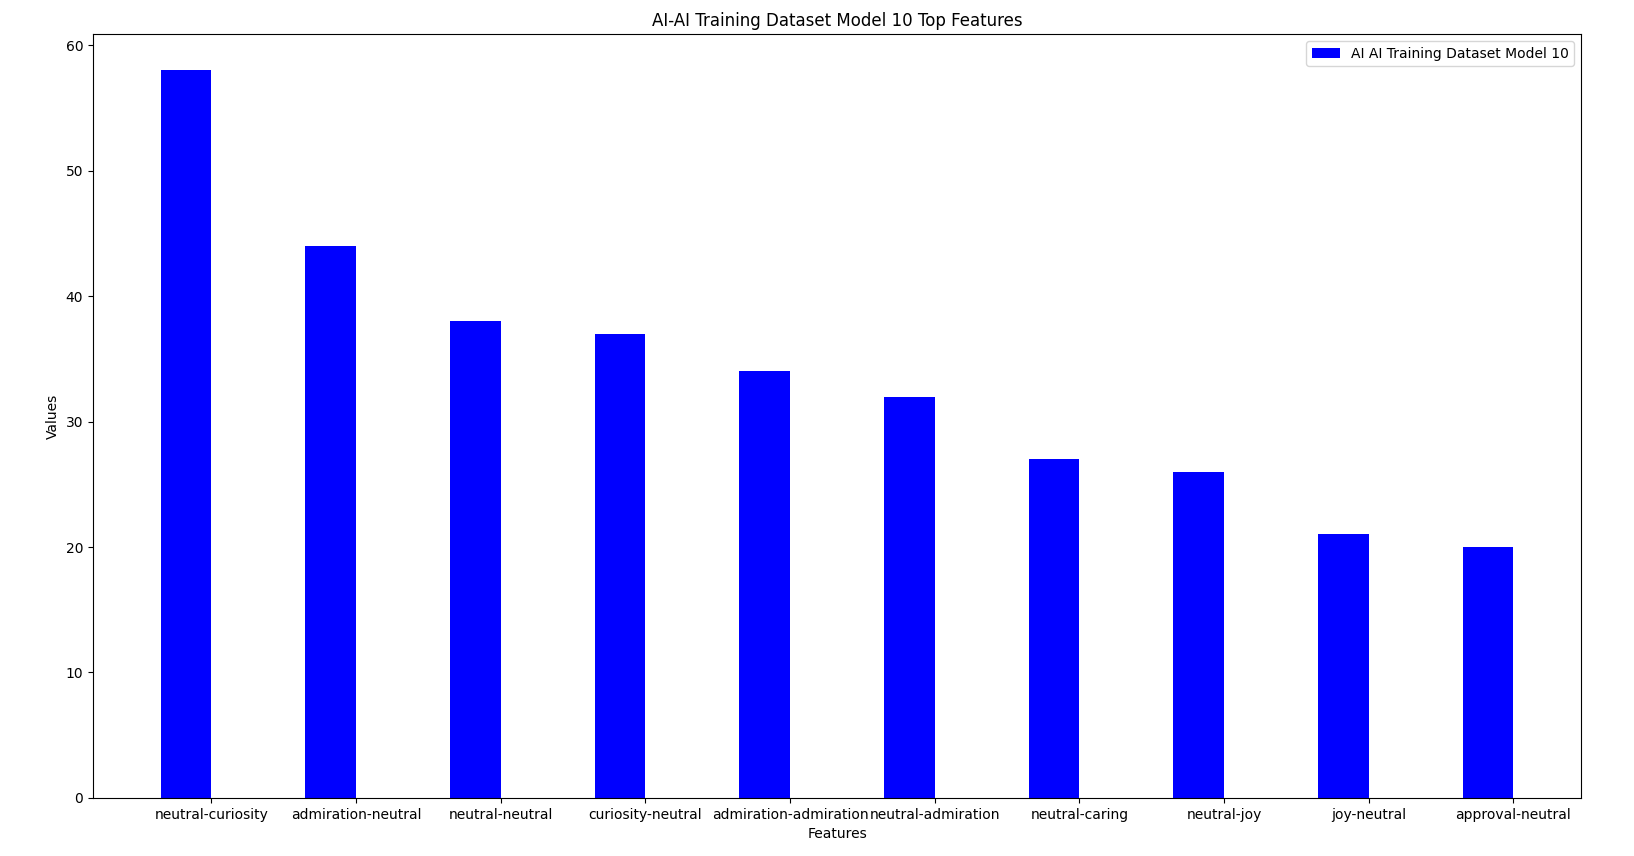 AI-AI Training Dataset Model 10 Top Features
AI AI Training Dataset Model 10
60
50
40
30
20
10
0
Values
neutral-curiosity admiration-neutral neutral-neutral curiosity-neutral admiration-admiration neutral-admiration neutral-caring neutral-joy joy-neutral approval-neutral
Features